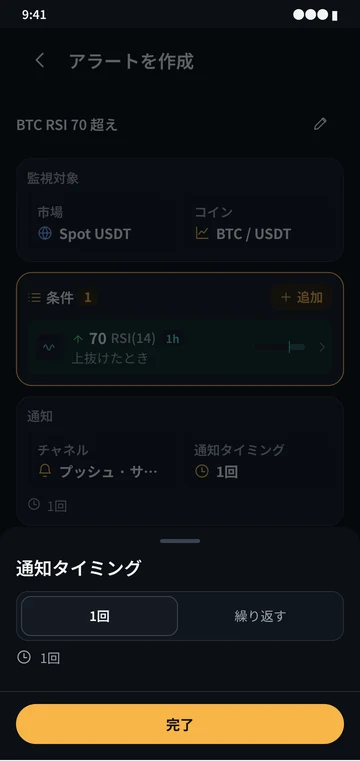 9:41
アラートを作成
BTC RSI 70 超え
監視対象
市場
コイン
Spot USDT
BTC / USDT
条件 1
+ 追加
↑ 70 RSI(14) 1h
上抜けたとき
通知
チャネル
通知タイミング
プッシュ・サ…
1回
1回
通知タイミング
1回
繰り返す
1回
完了